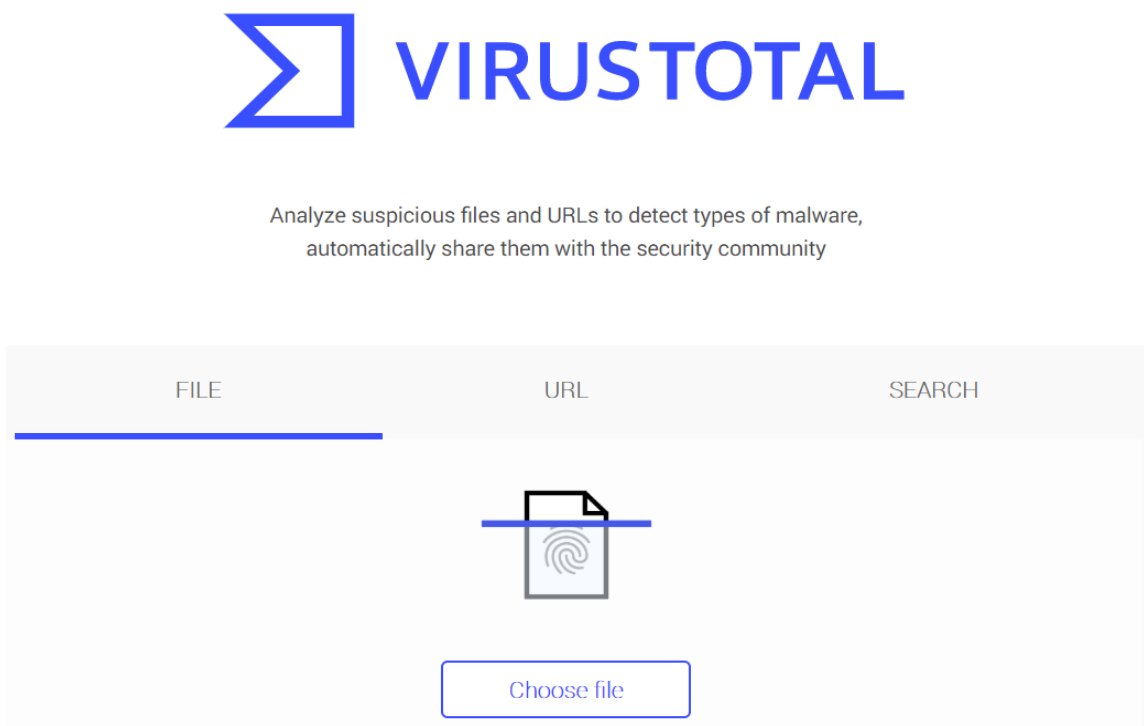 VIRUSTOTAL
Analyze suspicious files and URLs to detect types of malware,
automatically share them with the security community
FILE URL SEARCH
Choose file